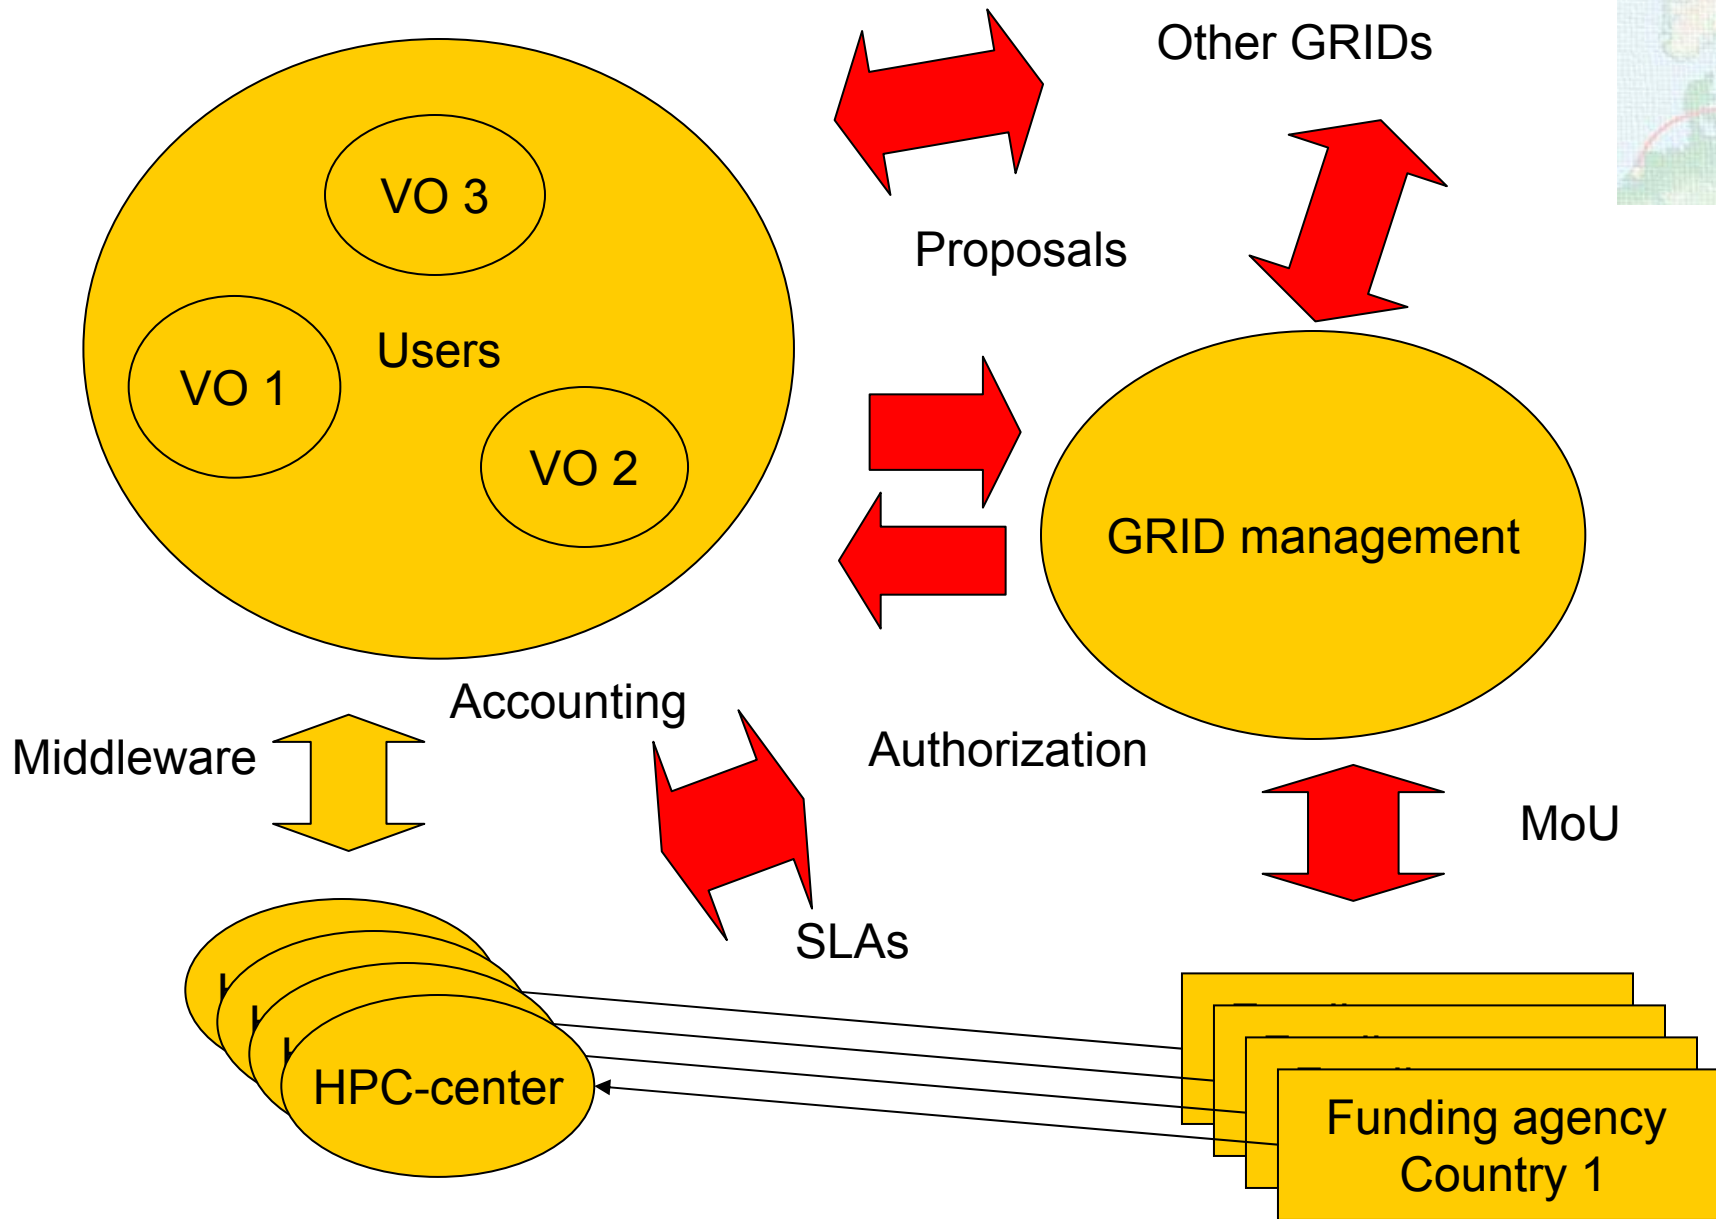 Other GRIDs
VO 3
Proposals
Users
VO 1
VO 2
GRID management
Accounting
Middleware
Authorization
MoU
SLAs
HPC-center
Funding agency
Country 1